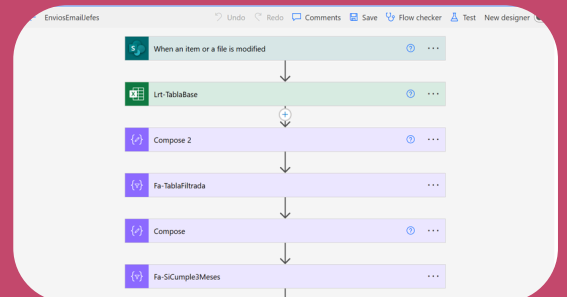 EnviosEmailJefes
Undo Redo Comments Save Flow checker Test New designer
When an item or a file is modified
Lrt-TablaBase
Compose 2
Fa-TablaFiltrada
Compose
Fa-SiCumple3Meses